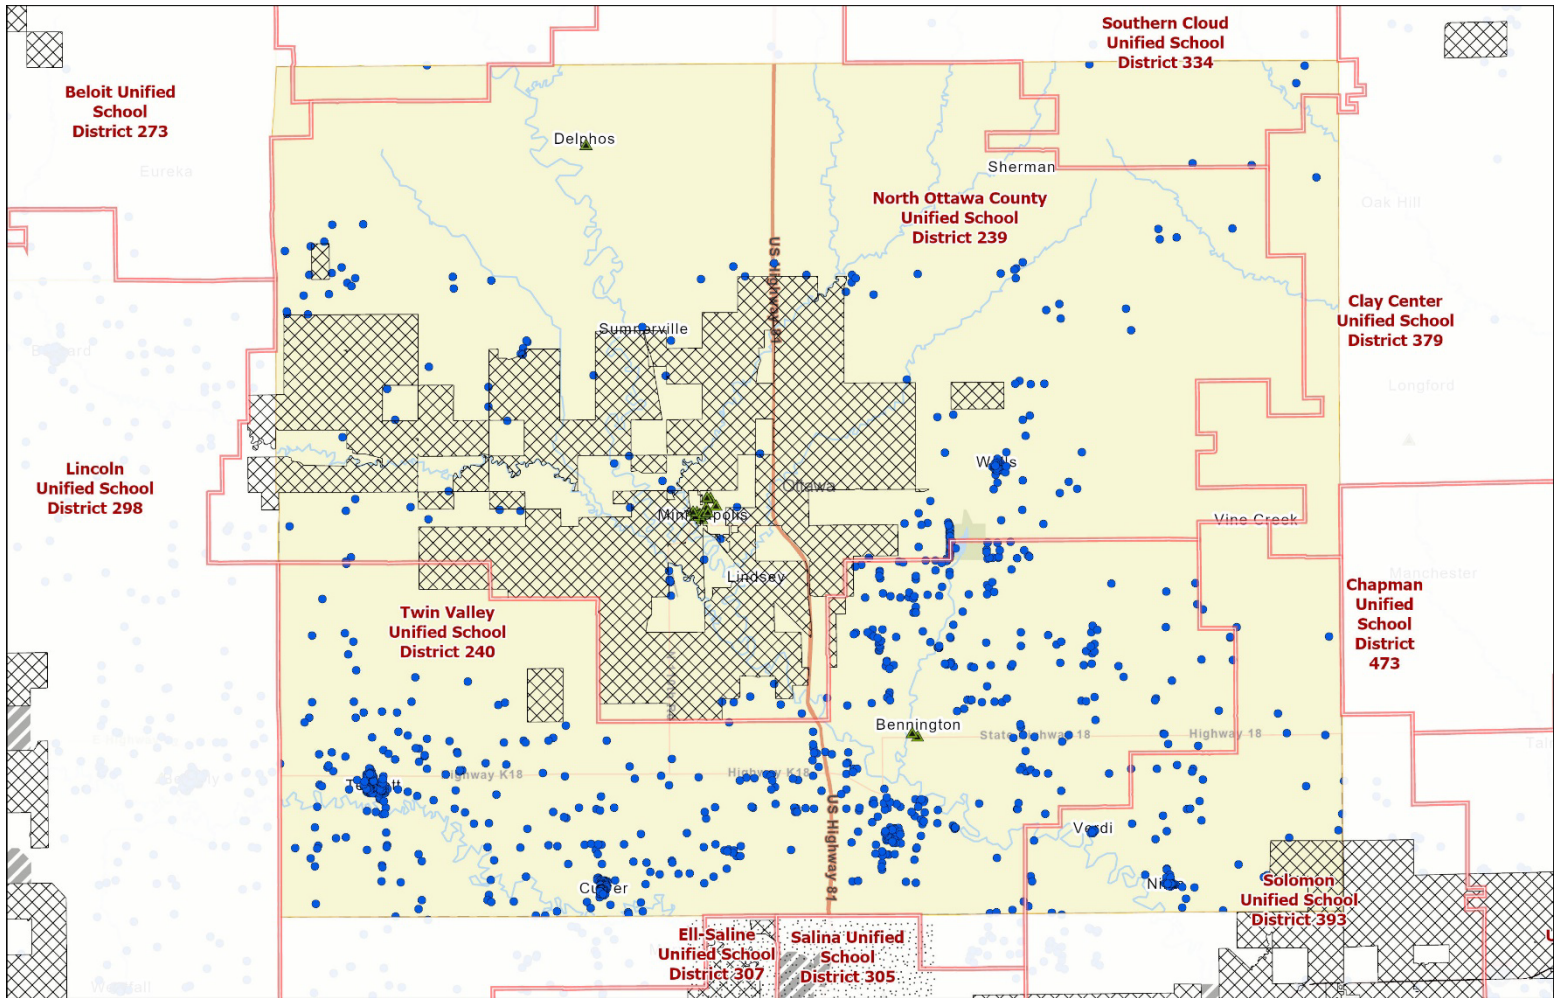 Southern Cloud
Unified School
District 334
Beloit Unified
School
District 273
Delphos
Eureka
Sherman
North Ottawa County
Unified School
District 239
Oak Hill
US Highway 81
Clay Center
Unified School
District 379
Sumnerville
Longford
Lincoln
Unified School
District 298
Wells
Ottawa
Minneapolis
Vine Creek
Lindsey
Manchester
Chapman
Unified
School
District
473
Twin Valley
Unified School
District 240
Bennington
State Highway 18
Highway 18
Highway K18
Highway K18
Tescott
US Highway 81
Verdi
Culver
Niles
Solomon
Unified School
District 393
Ell-Saline
Unified School
District 307
Salina Unified
School
District 305